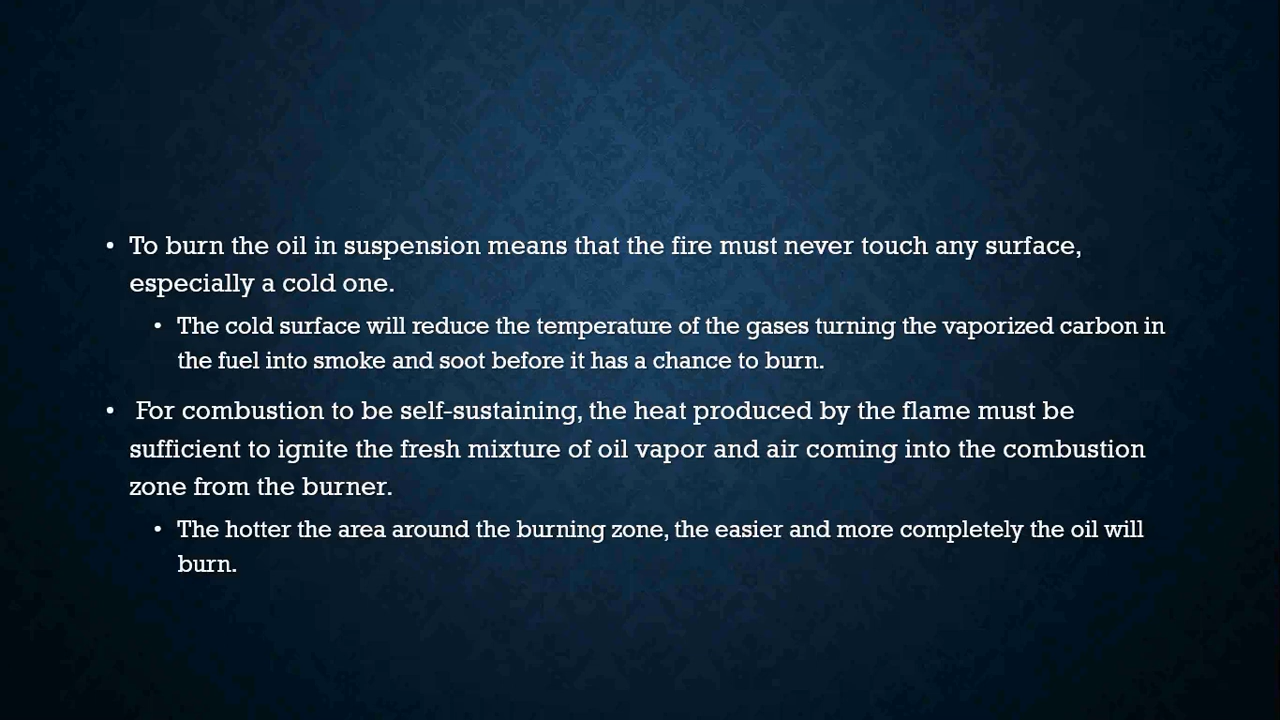 • To burn the oil in suspension means that the fire must never touch any surface,
especially a cold one.
• The cold surface will reduce the temperature of the gases turning the vaporized carbon in
the fuel into smoke and soot before it has a chance to burn.
• For combustion to be self-sustaining, the heat produced by the flame must be
sufficient to ignite the fresh mixture of oil vapor and air coming into the combustion
zone from the burner.
• The hotter the area around the burning zone, the easier and more completely the oil will
burn.